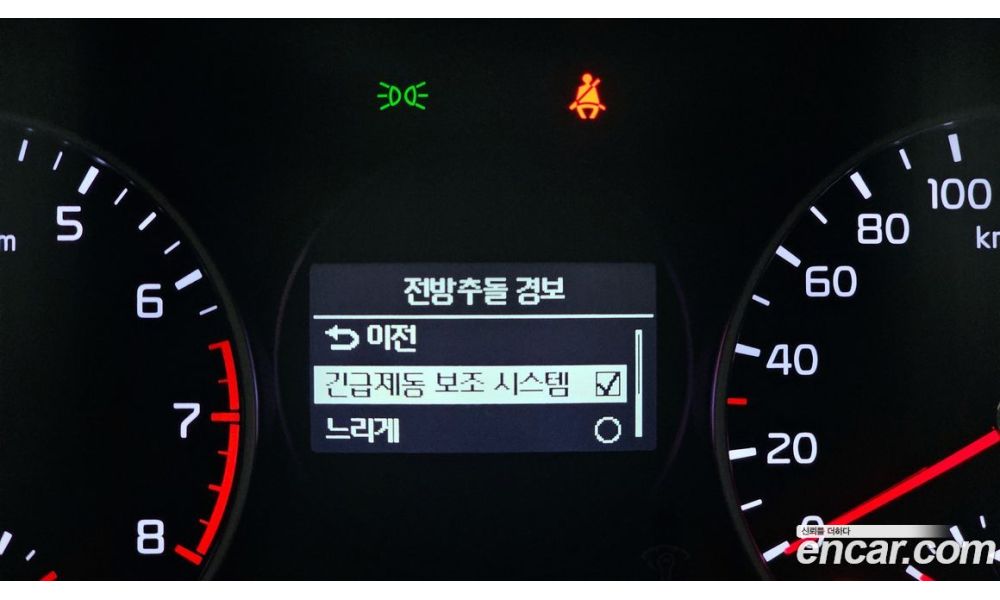 전방추돌 경보
이전
긴급제동 보조 시스템
느리게
5
6
7
8
100
80
60
40
20
0
신뢰를 더하다
encar.com